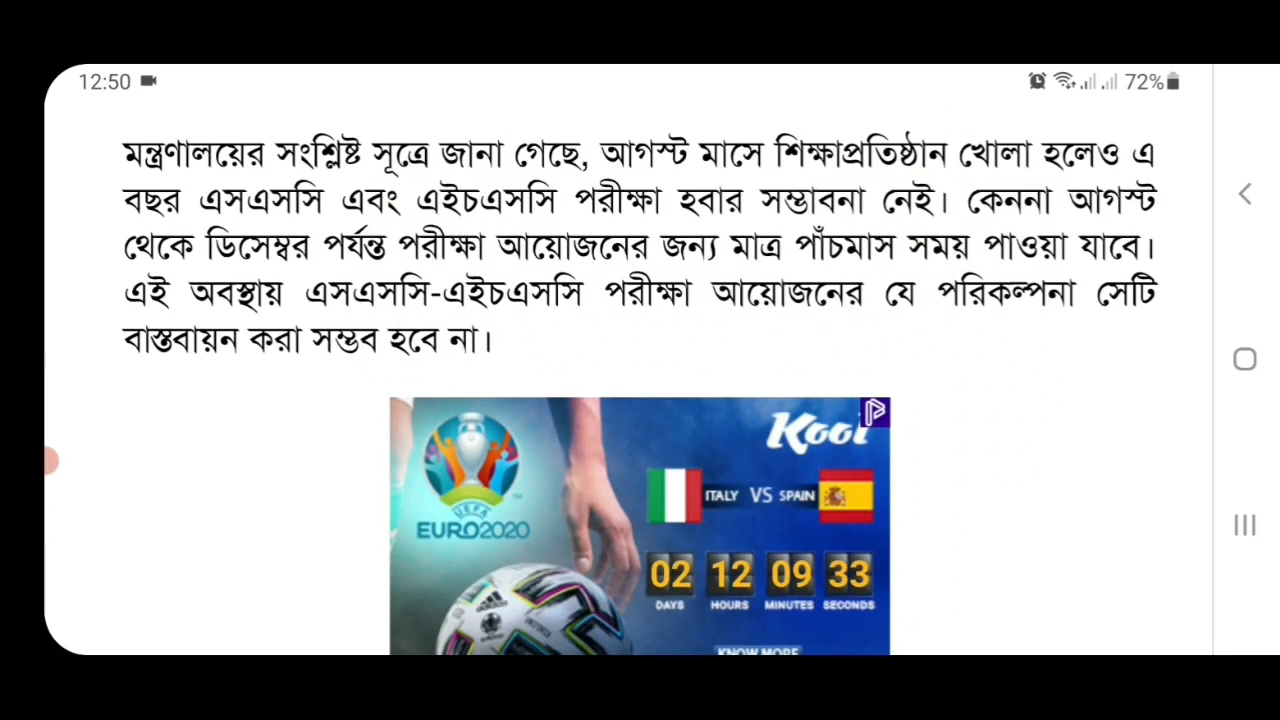 12:50
72%
মন্ত্রণালয়ের সংশ্লিষ্ট সূত্রে জানা গেছে, আগস্ট মাসে শিক্ষাপ্রতিষ্ঠান খোলা হলেও এ
বছর এসএসসি এবং এইচএসসি পরীক্ষা হবার সম্ভাবনা নেই। কেননা আগস্ট
থেকে ডিসেম্বর পর্যন্ত পরীক্ষা আয়োজনের জন্য মাত্র পাঁচমাস সময় পাওয়া যাবে।
এই অবস্থায় এসএসসি-এইচএসসি পরীক্ষা আয়োজনের যে পরিকল্পনা সেটি
বাস্তবায়ন করা সম্ভব হবে না।
Kool
UEFA
EURO2020
ITALY VS SPAIN
02 12 09 33
DAYS HOURS MINUTES SECONDS
KNOW MORE